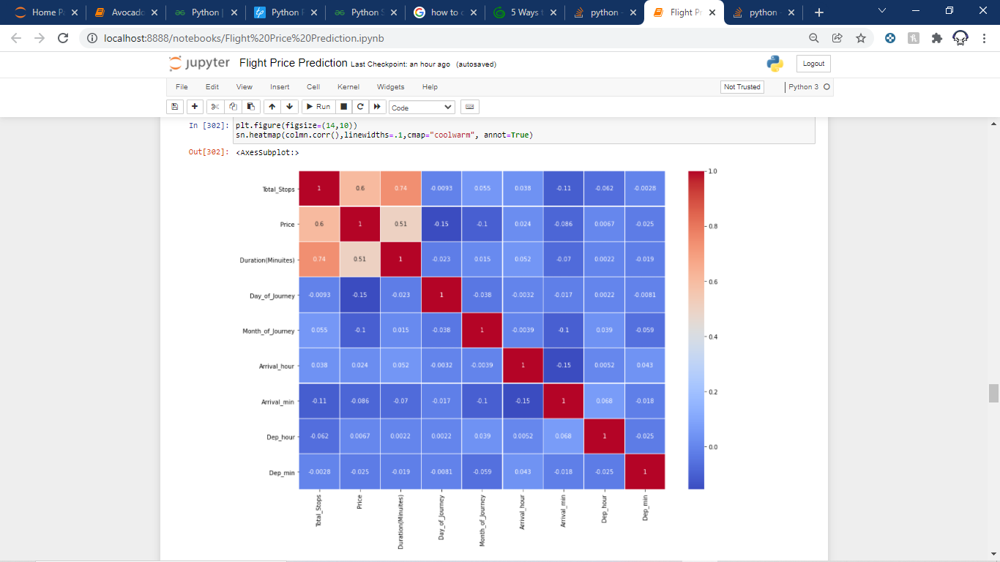 Home Pa
Avocado
Python |
Python P
Python S
how to c
5 Ways t
python -
Flight Pr
python -
localhost:8888/notebooks/Flight%20Price%20Prediction.ipynb
jupyter Flight Price Prediction Last Checkpoint: an hour ago (autosaved)
Logout
File Edit View Insert Cell Kernel Widgets Help
Not Trusted
Python 3
Run
Code
In [302]: plt.figure(figsize=(14,10))
sn.heatmap(colmn.corr(),linewidths=.1,cmap="coolwarm", annot=True)
Out[302]: <AxesSubplot:>
Total_Stops 1 0.6 0.74 -0.0093 0.055 0.038 -0.11 -0.062 -0.0028
Price 0.6 1 0.51 -0.15 -0.1 0.024 -0.086 0.0067 -0.025
Duration(Minuites) 0.74 0.51 1 -0.023 0.015 0.052 -0.07 0.0022 -0.019
Day_of_Journey -0.0093 -0.15 -0.023 1 -0.038 -0.0032 -0.017 0.0022 -0.0081
Month_of_Journey 0.055 -0.1 0.015 -0.038 1 -0.0039 -0.1 0.039 -0.059
Arrival_hour 0.038 0.024 0.052 -0.0032 -0.0039 1 -0.15 0.0052 0.043
Arrival_min -0.11 -0.086 -0.07 -0.017 -0.1 -0.15 1 0.068 -0.018
Dep_hour -0.062 0.0067 0.0022 0.0022 0.039 0.0052 0.068 1 -0.025
Dep_min -0.0028 -0.025 -0.019 -0.0081 -0.059 0.043 -0.018 -0.025 1
Total_Stops
Price
Duration(Minuites)
Day_of_Journey
Month_of_Journey
Arrival_hour
Arrival_min
Dep_hour
Dep_min
1.0
0.8
0.6
0.4
0.2
0.0